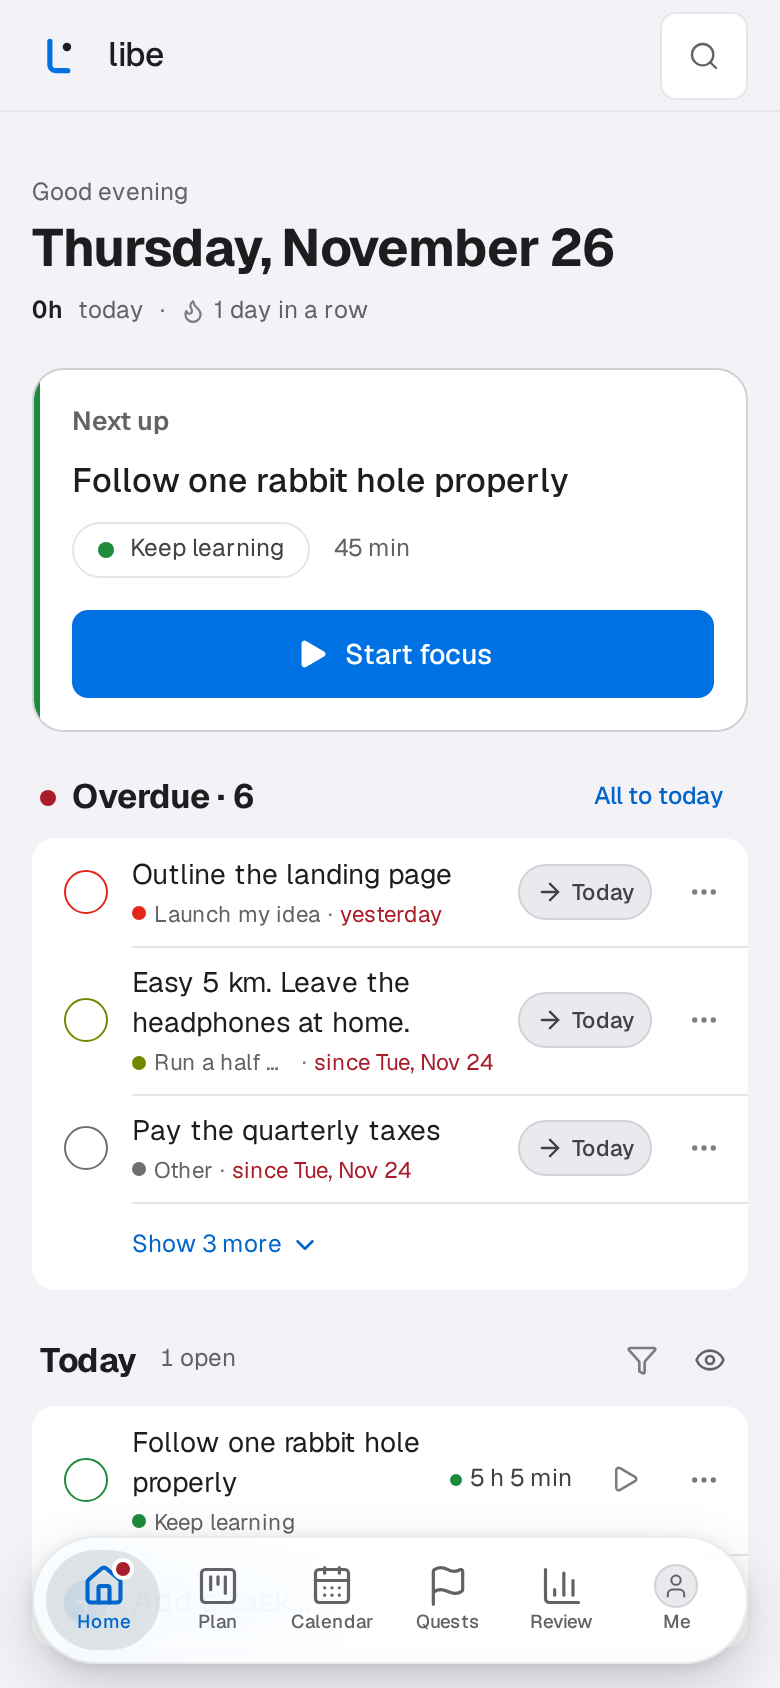 libe
Good evening
Thursday, November 26
0h today · 1 day in a row
Next up
Follow one rabbit hole properly
Keep learning 45 min
Start focus
Overdue · 6 All to today
Outline the landing page
Launch my idea · yesterday
Today
Easy 5 km. Leave the
headphones at home.
Run a half ... · since Tue, Nov 24
Today
Pay the quarterly taxes
Other · since Tue, Nov 24
Today
Show 3 more
Today 1 open
Follow one rabbit hole
properly
Keep learning
5 h 5 min
Add a task...
Home Plan Calendar Quests Review Me